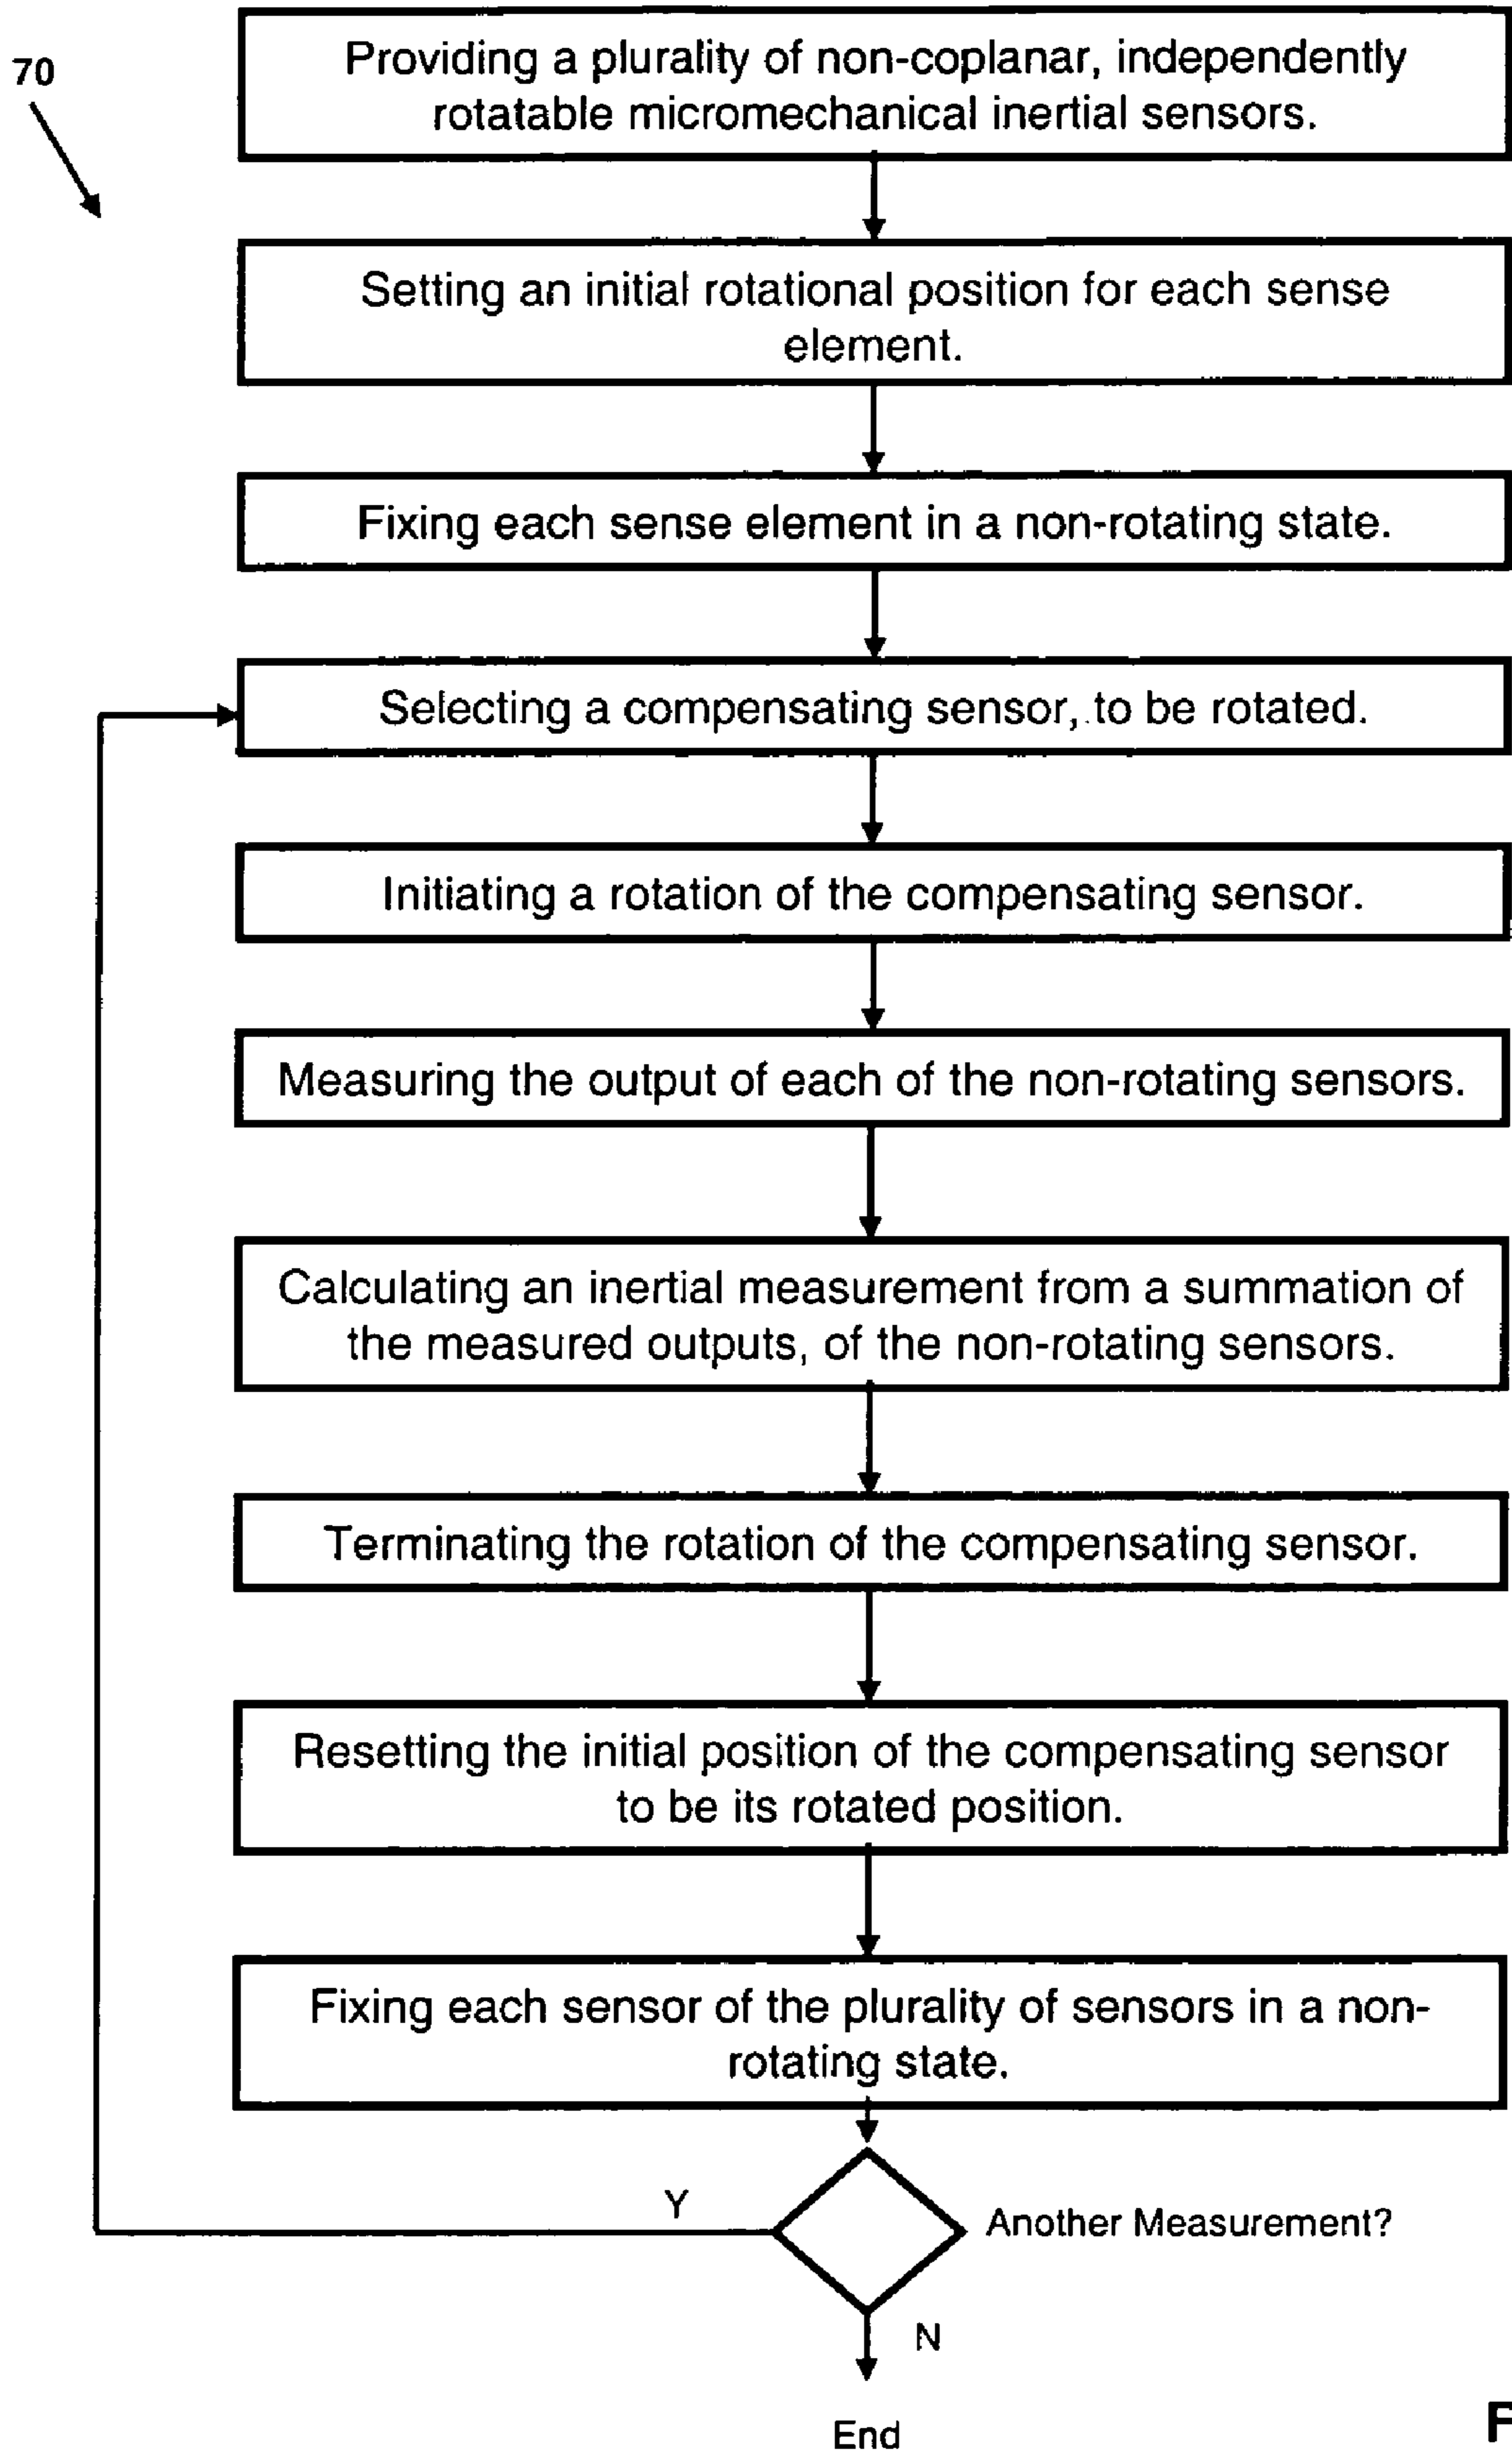 70
Providing a plurality of non-coplanar, independently
rotatable micromechanical inertial sensors.
Setting an initial rotational position for each sense
element.
Fixing each sense element in a non-rotating state.
Selecting a compensating sensor, to be rotated.
Initiating a rotation of the compensating sensor.
Measuring the output of each of the non-rotating sensors.
Calculating an inertial measurement from a summation of
the measured outputs, of the non-rotating sensors.
Terminating the rotation of the compensating sensor.
Resetting the initial position of the compensating sensor
to be its rotated position.
Fixing each sensor of the plurality of sensors in a non-
rotating state.
Y
Another Measurement?
N
End